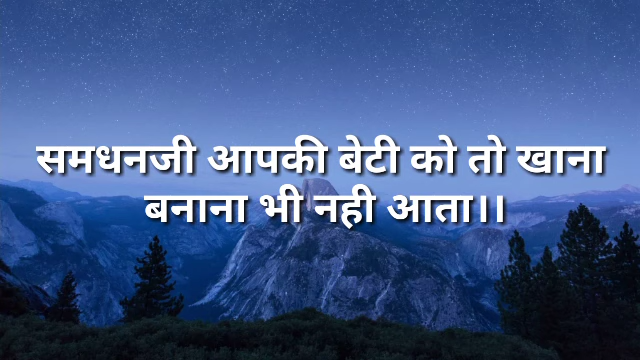 समधनजी आपकी बेटी को तो खाना
बनाना भी नही आता।।